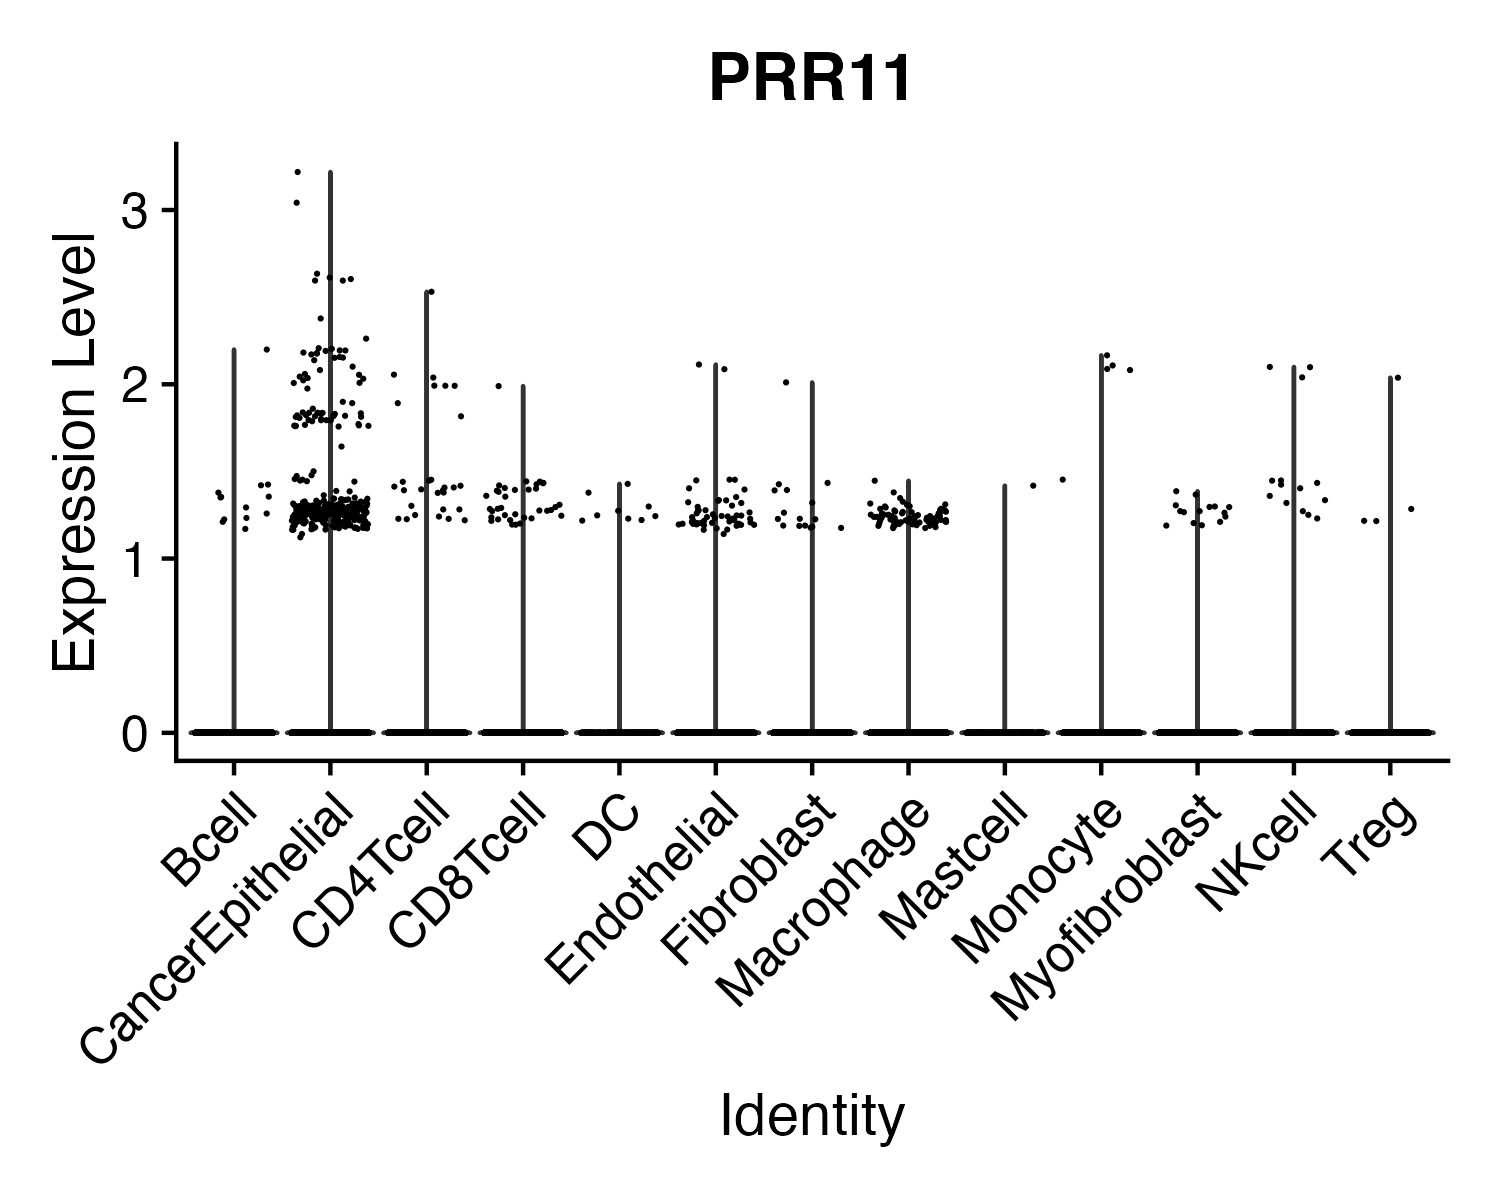 PRR11
Expression Level
3
2
1
0
Bcell
CancerEpithelial
CD4Tcell
CD8Tcell
DC
Endothelial
Fibroblast
Macrophage
Mastcell
Monocyte
Myofibroblast
NKcell
Treg
Identity